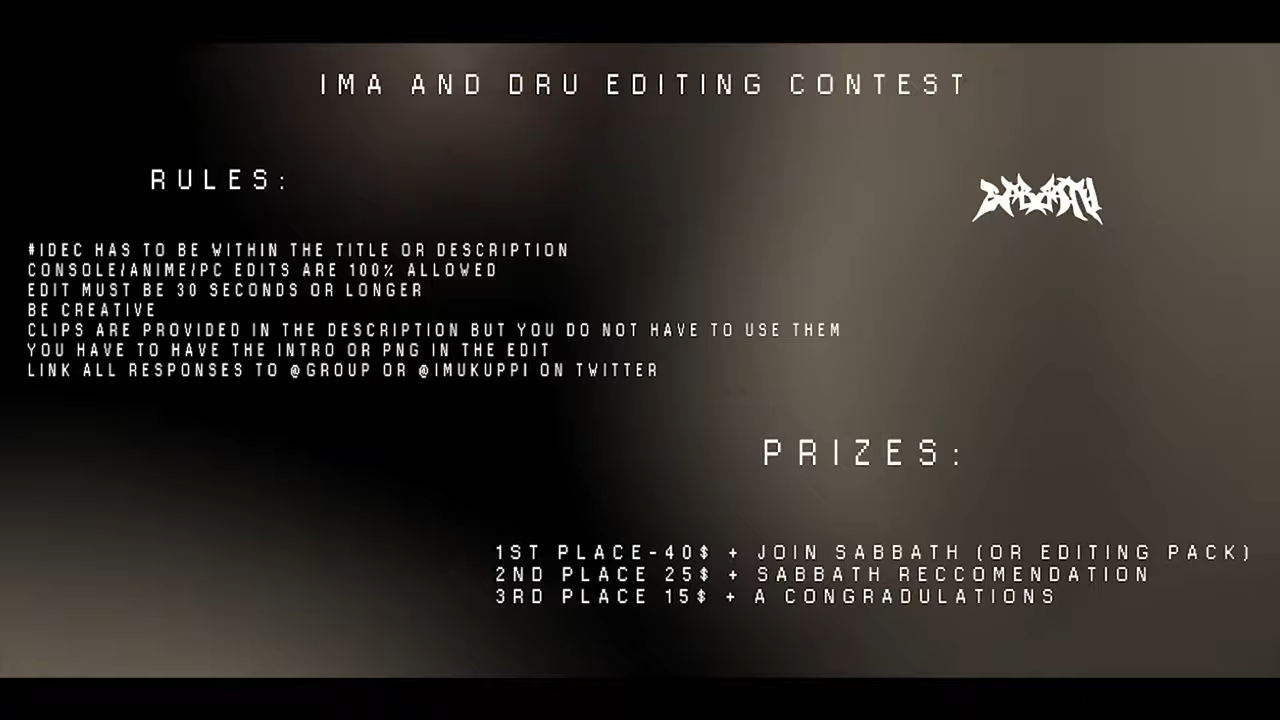 IMA AND DRU EDITING CONTEST
RULES:
SABBATH
#IDEC HAS TO BE WITHIN THE TITLE OR DESCRIPTION
CONSOLE/ANIME/PC EDITS ARE 100% ALLOWED
EDIT MUST BE 30 SECONDS OR LONGER
BE CREATIVE
CLIPS ARE PROVIDED IN THE DESCRIPTION BUT YOU DO NOT HAVE TO USE THEM
YOU HAVE TO HAVE THE INTRO OR PNG IN THE EDIT
LINK ALL RESPONSES TO @GROUP OR @IMUKUPPI ON TWITTER
PRIZES:
1ST PLACE-40$ + JOIN SABBATH (OR EDITING PACK)
2ND PLACE 25$ + SABBATH RECCOMENDATION
3RD PLACE 15$ + A CONGRADULATIONS